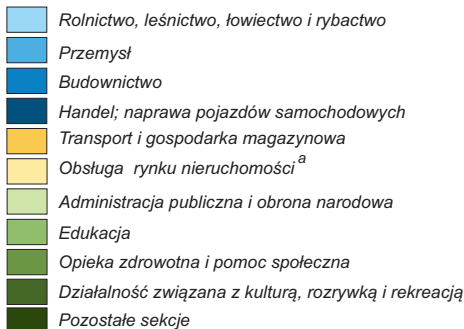 Rolnictwo, leśnictwo, łowiectwo i rybactwo
Przemysł
Budownictwo
Handel; naprawa pojazdów samochodowych
Transport i gospodarka magazynowa
Obsługa rynku nieruchomości a
Administracja publiczna i obrona narodowa
Edukacja
Opieka zdrowotna i pomoc społeczna
Działalność związana z kulturą, rozrywką i rekreacją
Pozostałe sekcje